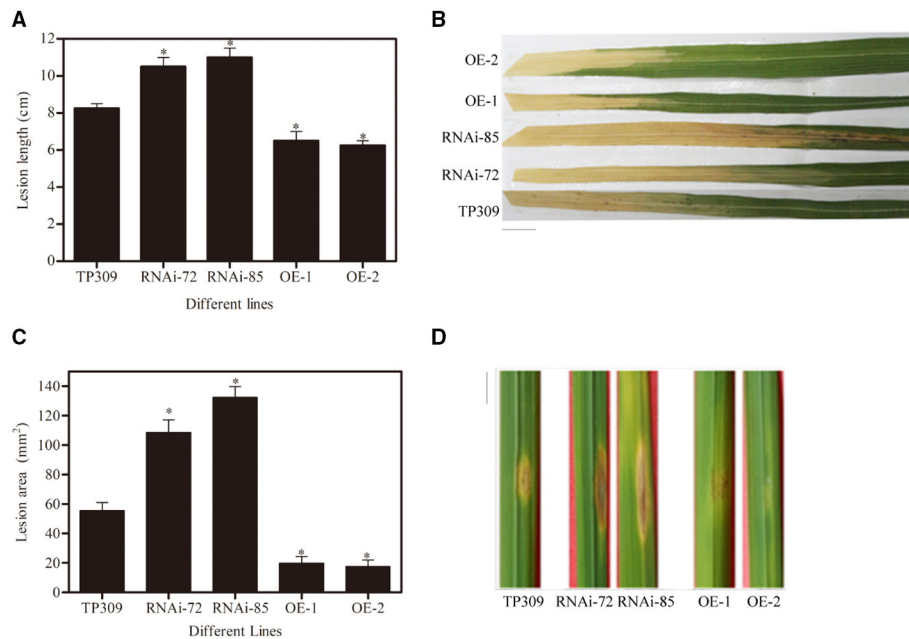 A
Lesion length (cm)
12
10
8
6
4
2
0
* * * *
TP309 RNAi-72 RNAi-85 OE-1 OE-2
Different lines
B
OE-2
OE-1
RNAi-85
RNAi-72
TP309
C
Lesion area (mm²)
140
120
100
80
60
40
20
0
* * * *
TP309 RNAi-72 RNAi-85 OE-1 OE-2
Different Lines
D
TP309 RNAi-72 RNAi-85 OE-1 OE-2